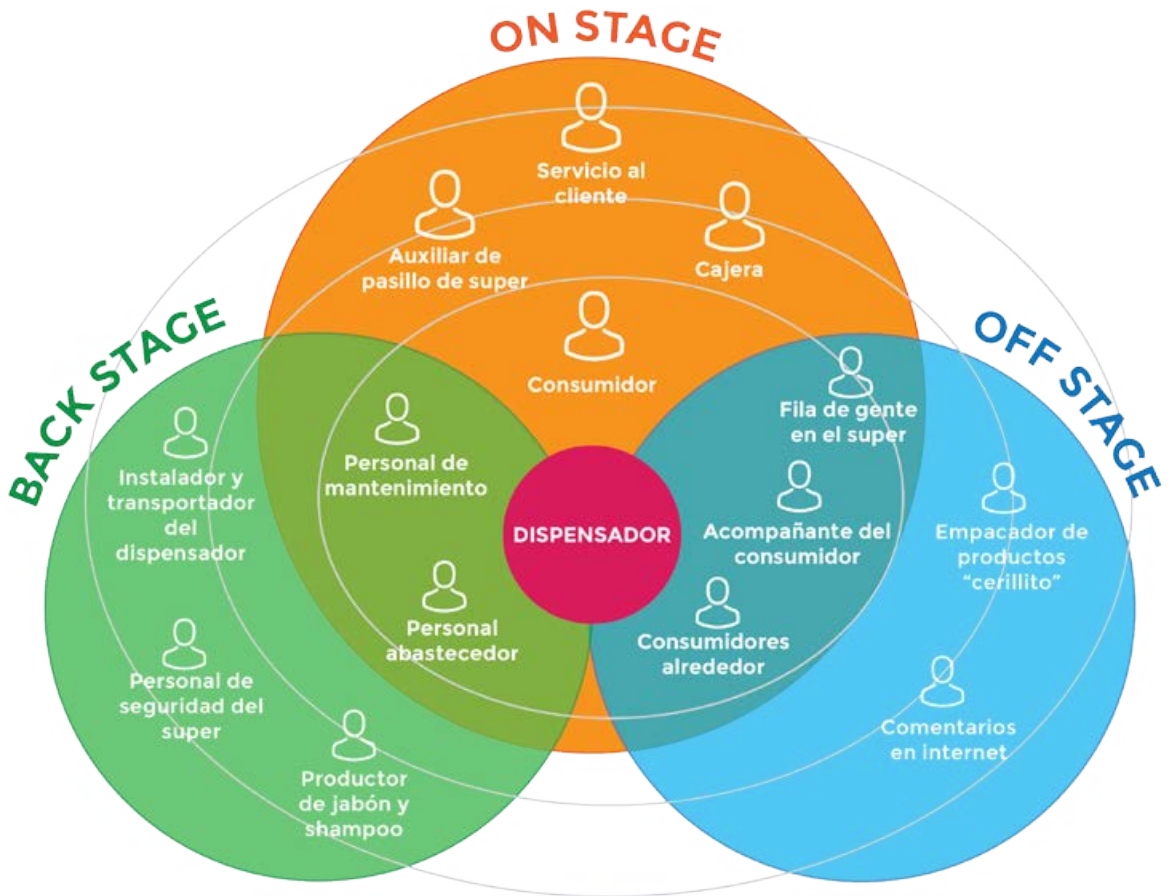 ON STAGE
Servicio al
cliente
Auxiliar de
pasillo de super
Cajera
Consumidor
BACK STAGE
OFF STAGE
Fila de gente
en el super
Personal de
mantenimiento
Instalador y
transportador
del
dispensador
DISPENSADOR
Acompañante del
consumidor
Empacador de
productos
"cerillito"
Personal
abastecedor
Consumidores
alrededor
Personal de
seguridad del
super
Comentarios
en internet
Productor
de jabón y
shampoo